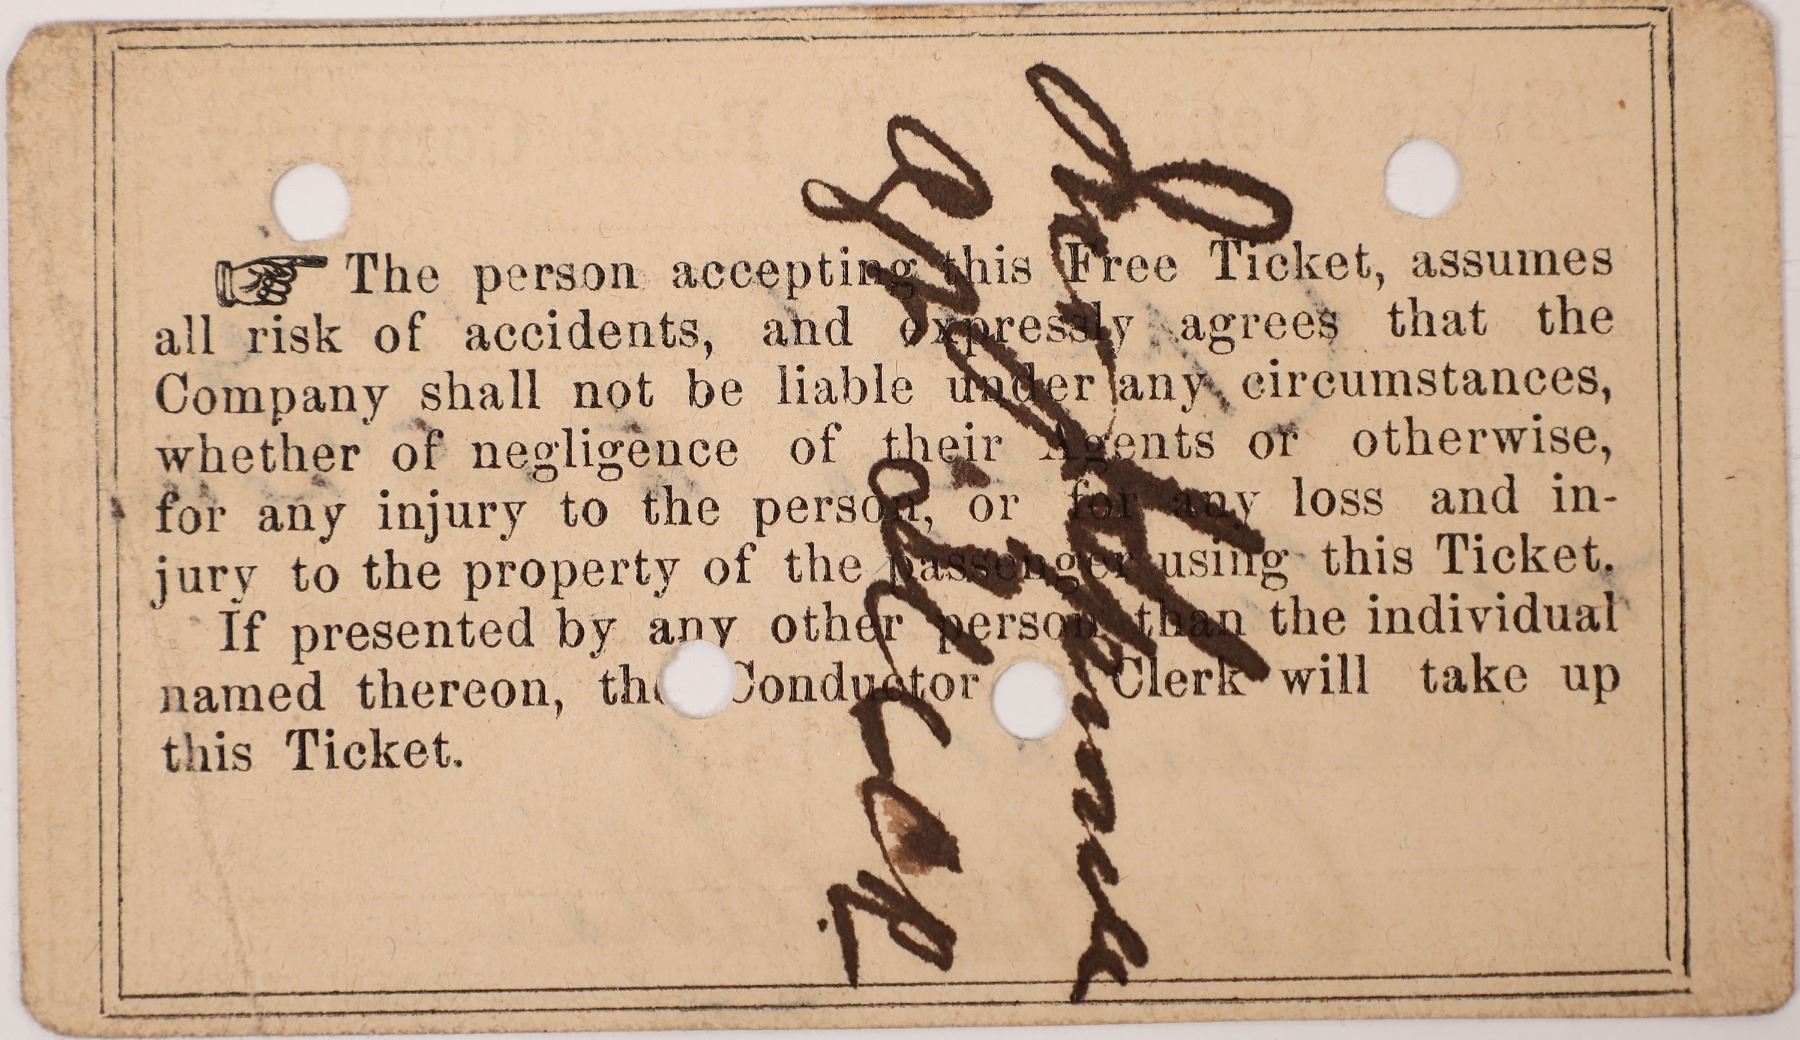 ☞ The person accepting this Free Ticket, assumes
all risk of accidents, and expressly agrees that the
Company shall not be liable under any circumstances,
whether of negligence of their Agents or otherwise,
for any injury to the person, or for any loss and in-
jury to the property of the passenger using this Ticket.
If presented by any other person than the individual
named thereon, the Conductor Clerk will take up
this Ticket.